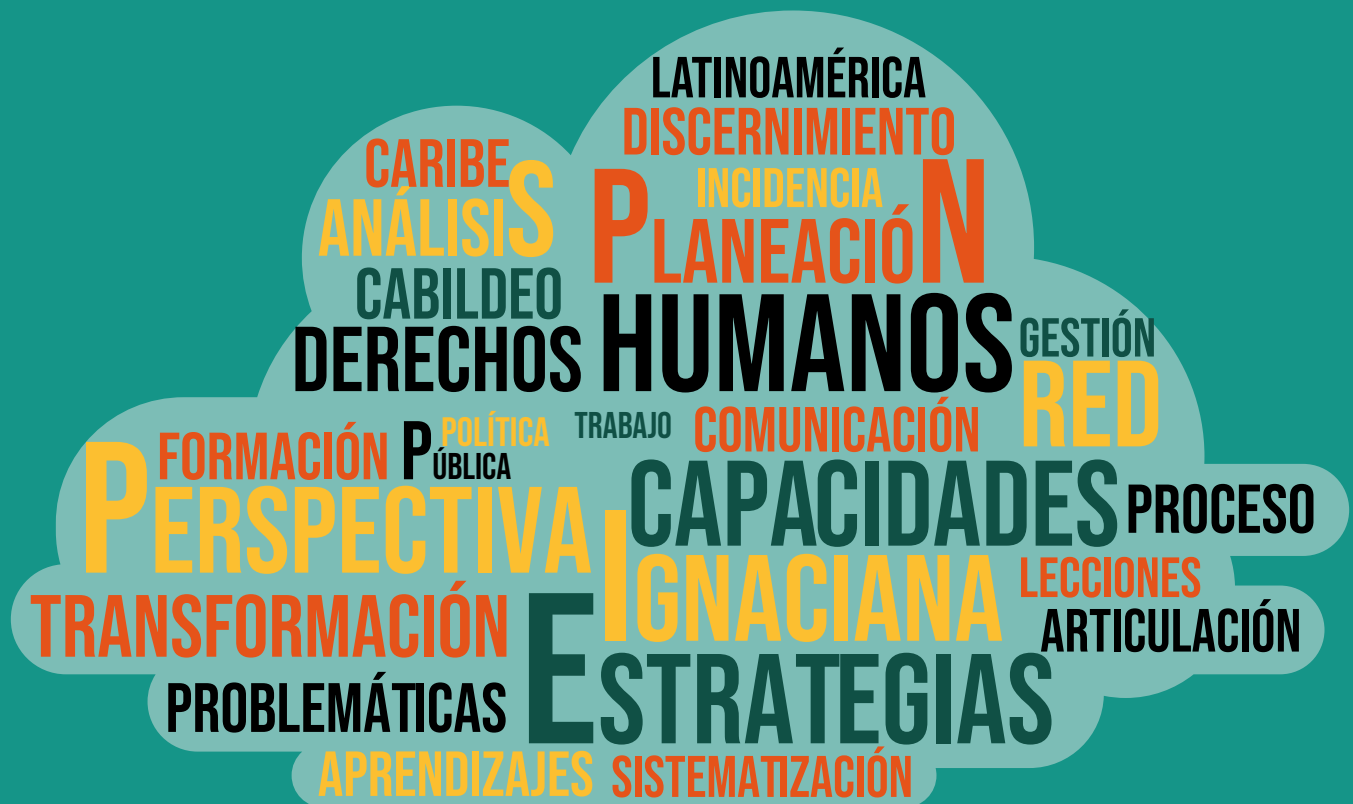 LATINOAMÉRICA
DISCERNIMIENTO
CARIBE
INCIDENCIA
ANÁLISIS
PLANEACIÓN
CABILDEO
DERECHOS HUMANOS
GESTIÓN
RED
POLÍTICA
TRABAJO
COMUNICACIÓN
FORMACIÓN
PÚBLICA
PERSPECTIVA
CAPACIDADES
PROCESO
IGNACIANA
LECCIONES
TRANSFORMACIÓN
ARTICULACIÓN
ESTRATEGIAS
PROBLEMÁTICAS
APRENDIZAJES
SISTEMATIZACIÓN